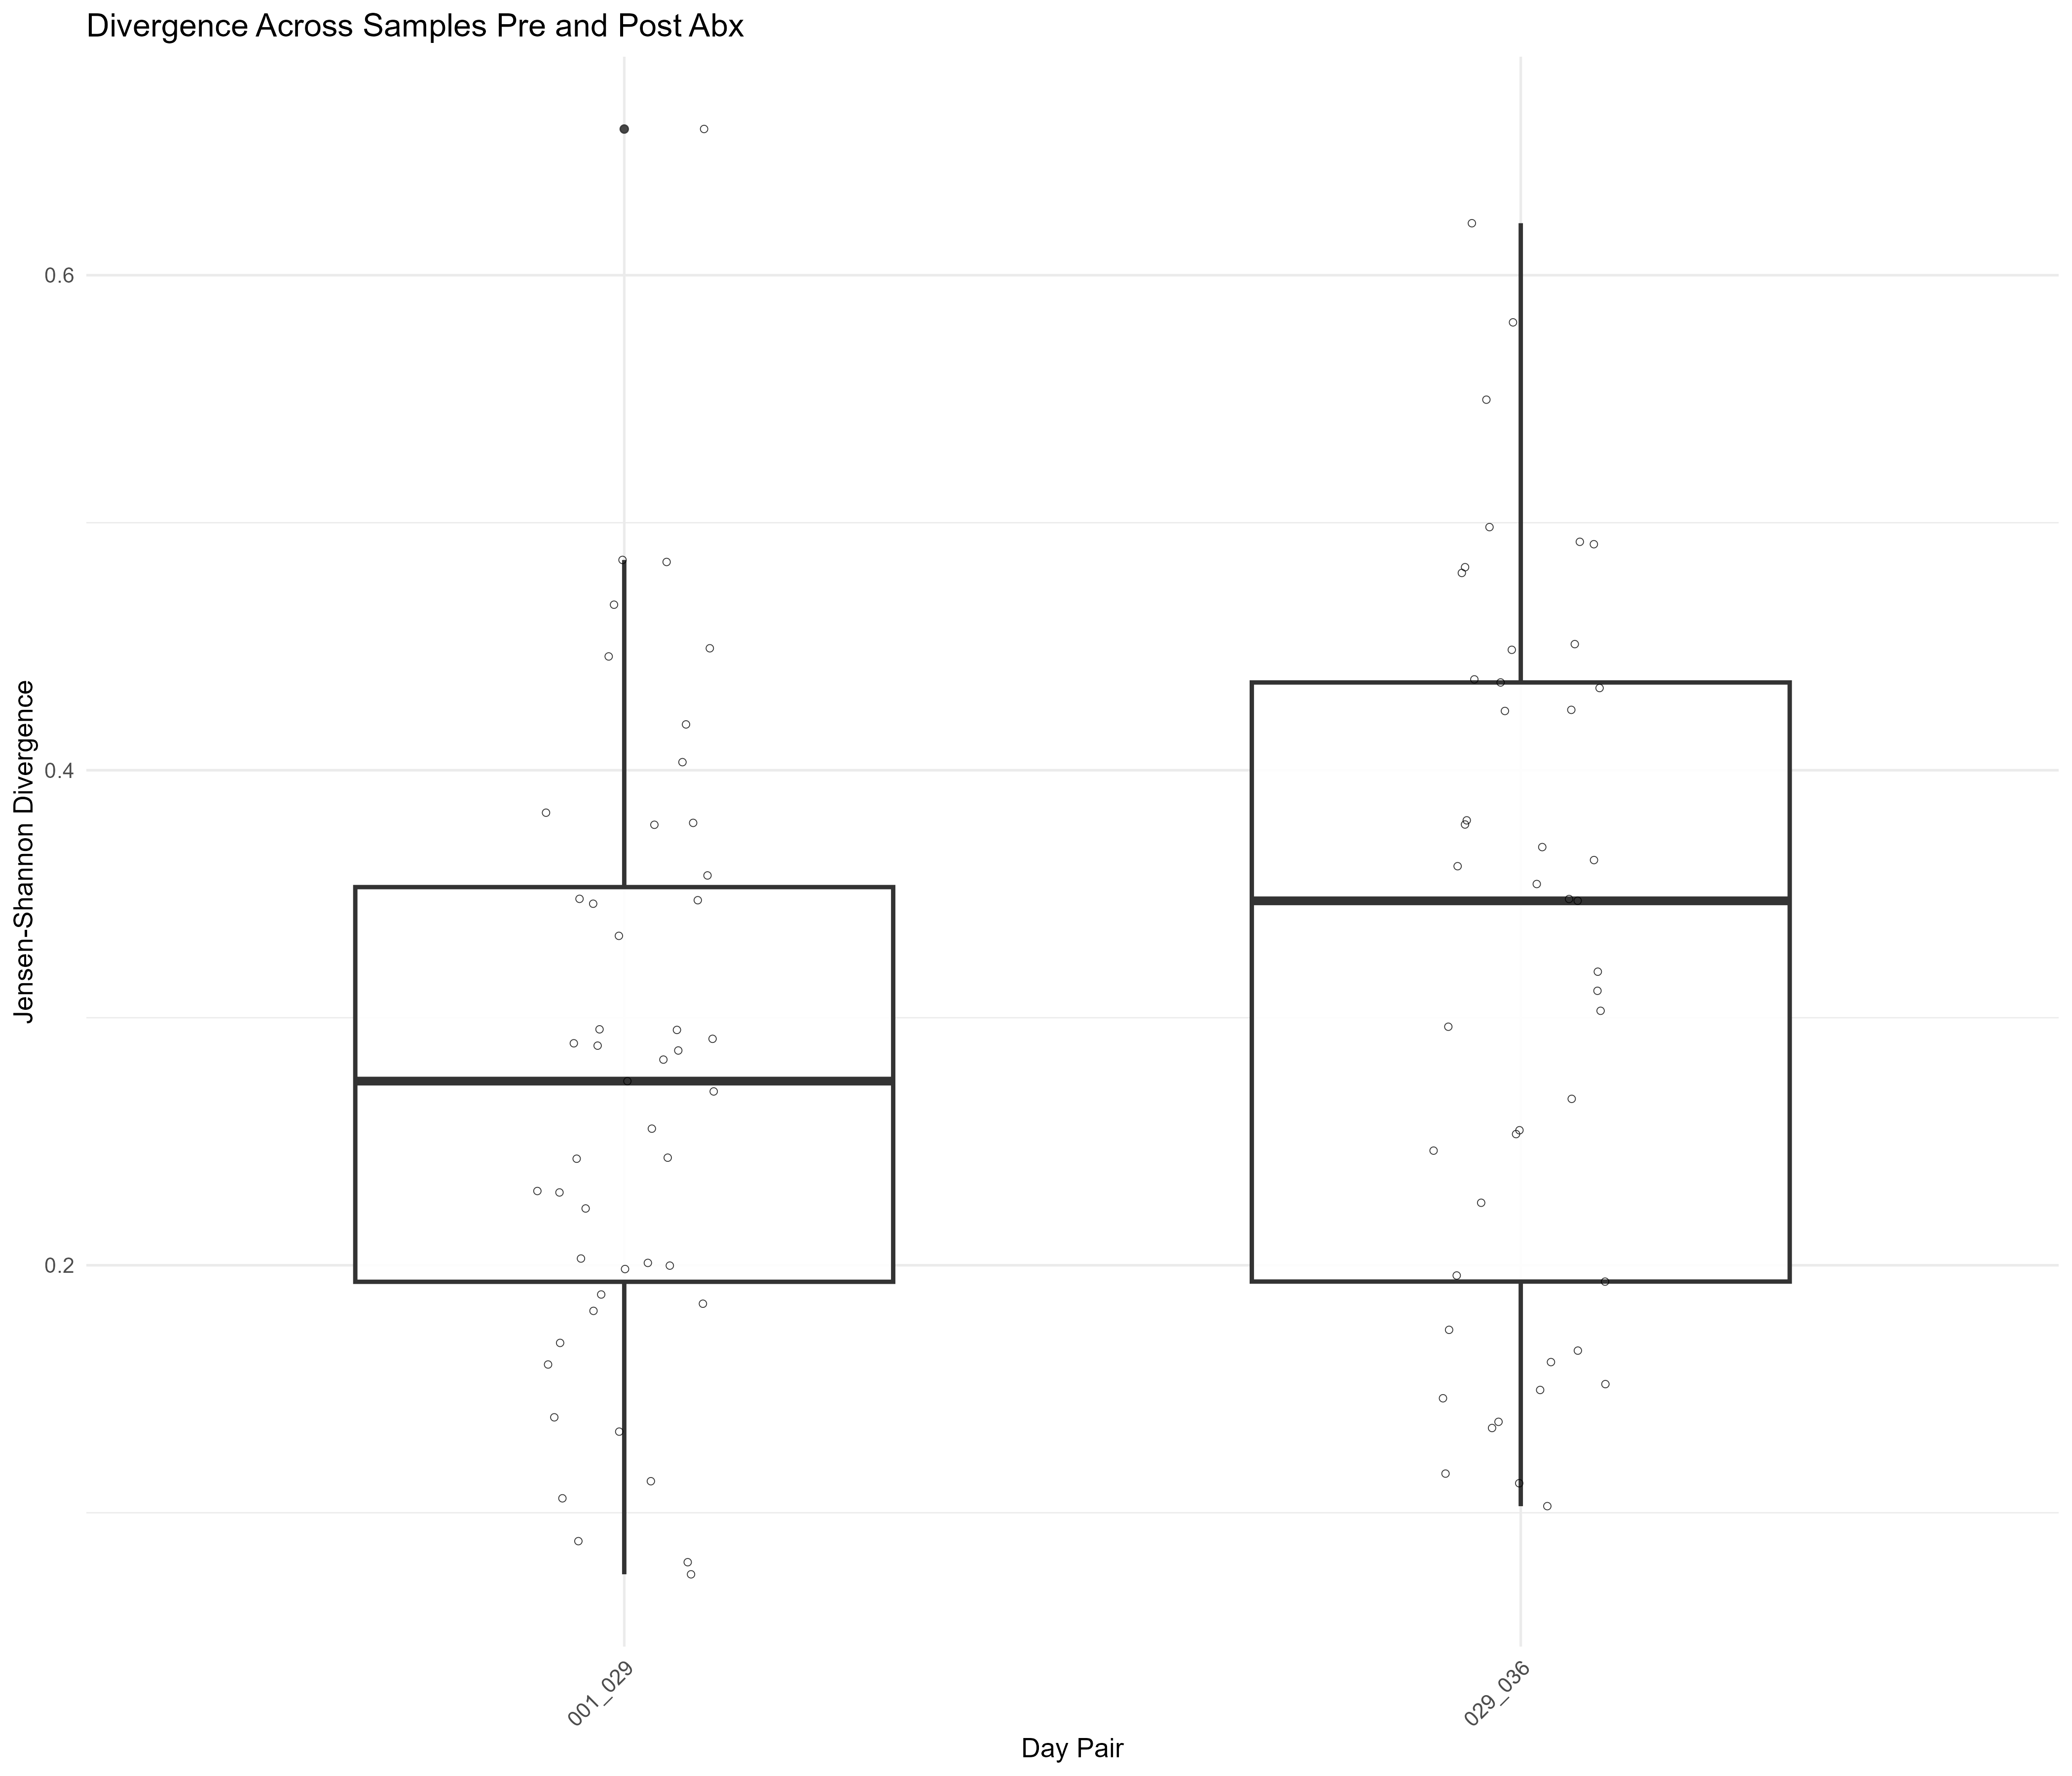 Divergence Across Samples Pre and Post Abx
Jensen-Shannon Divergence
0.6
0.4
0.2
001_029
029_036
Day Pair